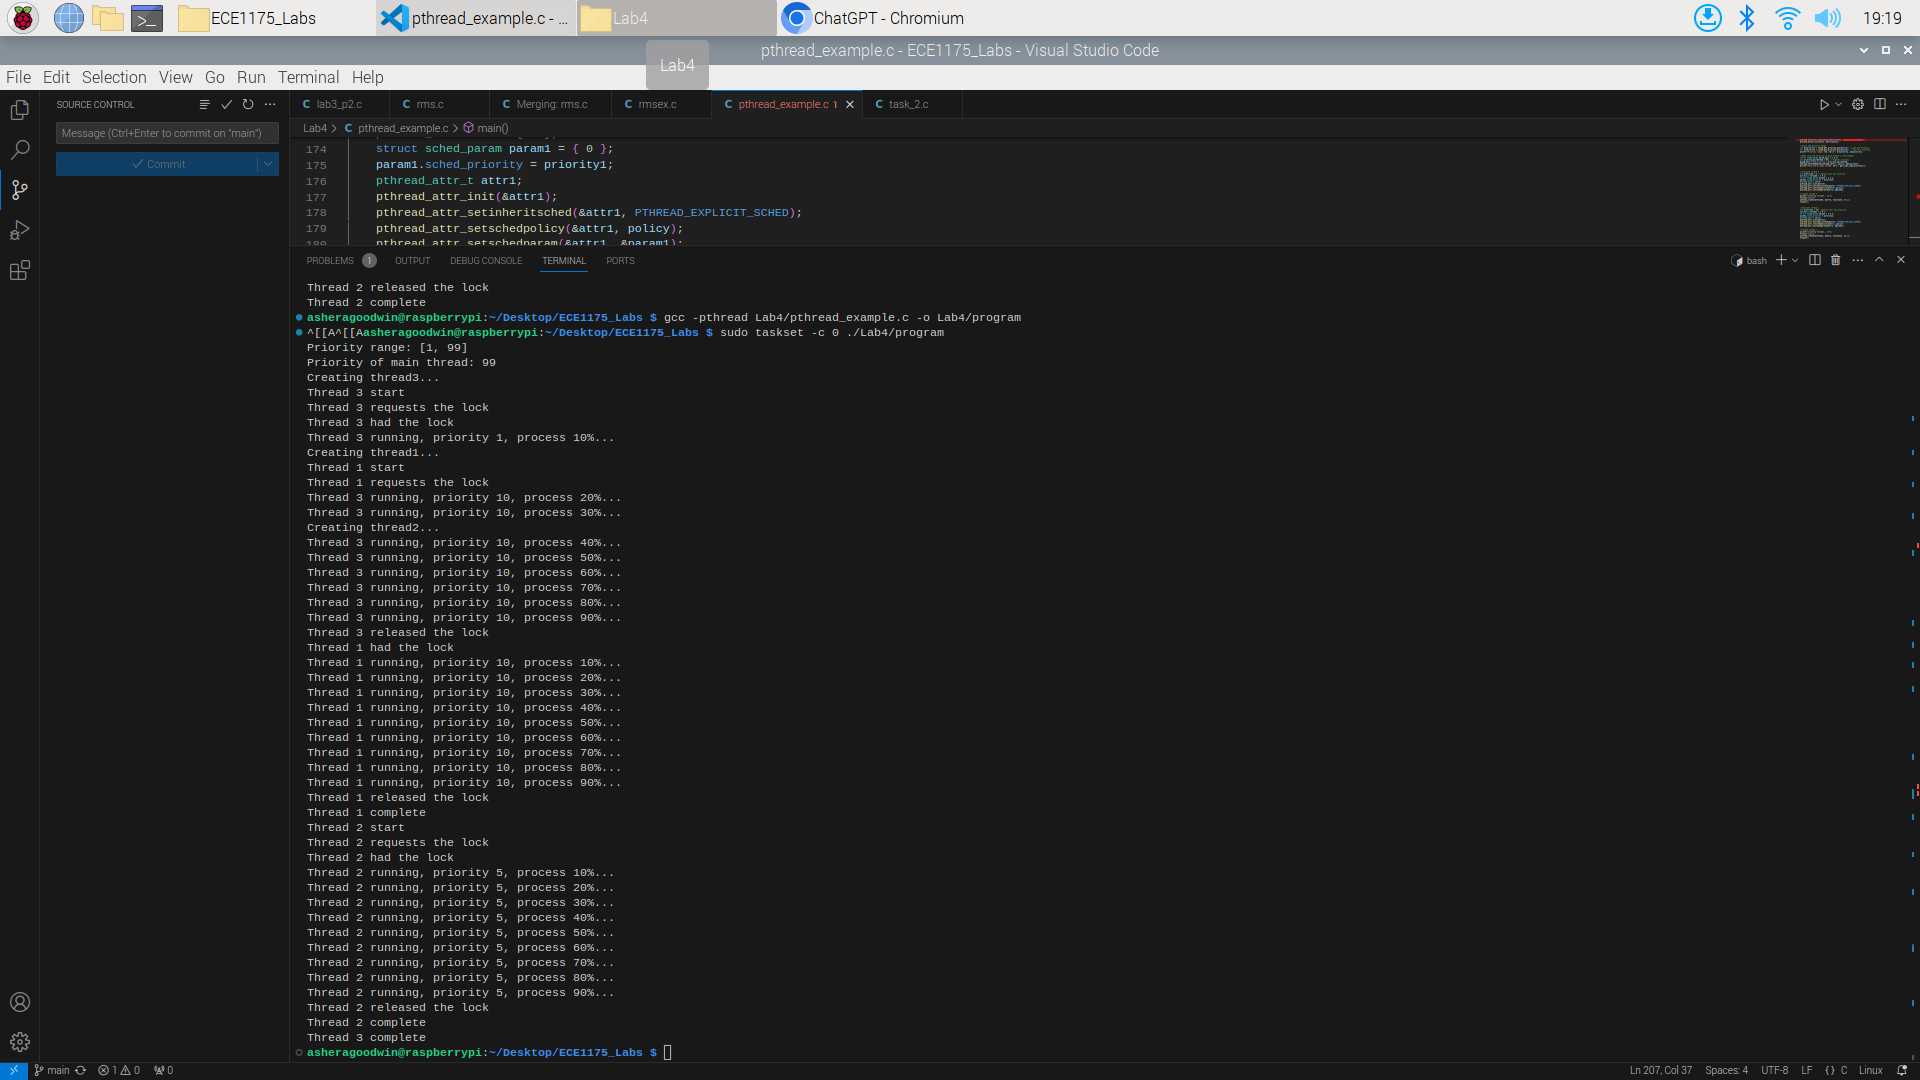 ECE1175_Labs
pthread_example.c - ...
Lab4
ChatGPT - Chromium
19:19
pthread_example.c - ECE1175_Labs - Visual Studio Code
Lab4
File Edit Selection View Go Run Terminal Help
SOURCE CONTROL
Message (Ctrl+Enter to commit on "main")
Commit
C lab3_p2.c
C rms.c
C Merging: rms.c
C rmsex.c
C pthread_example.c 1
C task_2.c
Lab4 > C pthread_example.c > main()
174 struct sched_param param1 = { 0 };
175 param1.sched_priority = priority1;
176 pthread_attr_t attr1;
177 pthread_attr_init(&attr1);
178 pthread_attr_setinheritsched(&attr1, PTHREAD_EXPLICIT_SCHED);
179 pthread_attr_setschedpolicy(&attr1, policy);
180 pthread_attr_setschedparam(&attr1, &param1);
PROBLEMS 1 OUTPUT DEBUG CONSOLE TERMINAL PORTS
bash
Thread 2 released the lock
Thread 2 complete
asheragoodwin@raspberrypi:~/Desktop/ECE1175_Labs $ gcc -pthread Lab4/pthread_example.c -o Lab4/program
^[[A^[[Aasheragoodwin@raspberrypi:~/Desktop/ECE1175_Labs $ sudo taskset -c 0 ./Lab4/program
Priority range: [1, 99]
Priority of main thread: 99
Creating thread3...
Thread 3 start
Thread 3 requests the lock
Thread 3 had the lock
Thread 3 running, priority 1, process 10%...
Creating thread1...
Thread 1 start
Thread 1 requests the lock
Thread 3 running, priority 10, process 20%...
Thread 3 running, priority 10, process 30%...
Creating thread2...
Thread 3 running, priority 10, process 40%...
Thread 3 running, priority 10, process 50%...
Thread 3 running, priority 10, process 60%...
Thread 3 running, priority 10, process 70%...
Thread 3 running, priority 10, process 80%...
Thread 3 running, priority 10, process 90%...
Thread 3 released the lock
Thread 1 had the lock
Thread 1 running, priority 10, process 10%...
Thread 1 running, priority 10, process 20%...
Thread 1 running, priority 10, process 30%...
Thread 1 running, priority 10, process 40%...
Thread 1 running, priority 10, process 50%...
Thread 1 running, priority 10, process 60%...
Thread 1 running, priority 10, process 70%...
Thread 1 running, priority 10, process 80%...
Thread 1 running, priority 10, process 90%...
Thread 1 released the lock
Thread 1 complete
Thread 2 start
Thread 2 requests the lock
Thread 2 had the lock
Thread 2 running, priority 5, process 10%...
Thread 2 running, priority 5, process 20%...
Thread 2 running, priority 5, process 30%...
Thread 2 running, priority 5, process 40%...
Thread 2 running, priority 5, process 50%...
Thread 2 running, priority 5, process 60%...
Thread 2 running, priority 5, process 70%...
Thread 2 running, priority 5, process 80%...
Thread 2 running, priority 5, process 90%...
Thread 2 released the lock
Thread 2 complete
Thread 3 complete
asheragoodwin@raspberrypi:~/Desktop/ECE1175_Labs $
main 1 0 0
Ln 207, Col 37 Spaces: 4 UTF-8 LF {} C Linux